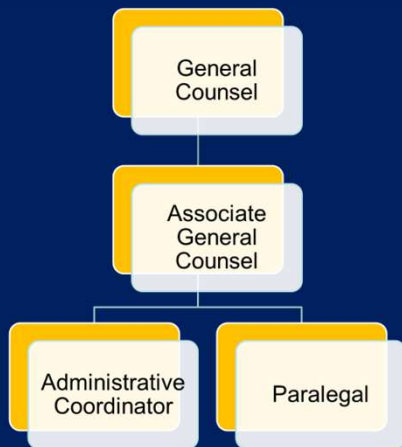 General
Counsel
Associate
General
Counsel
Administrative
Coordinator
Paralegal